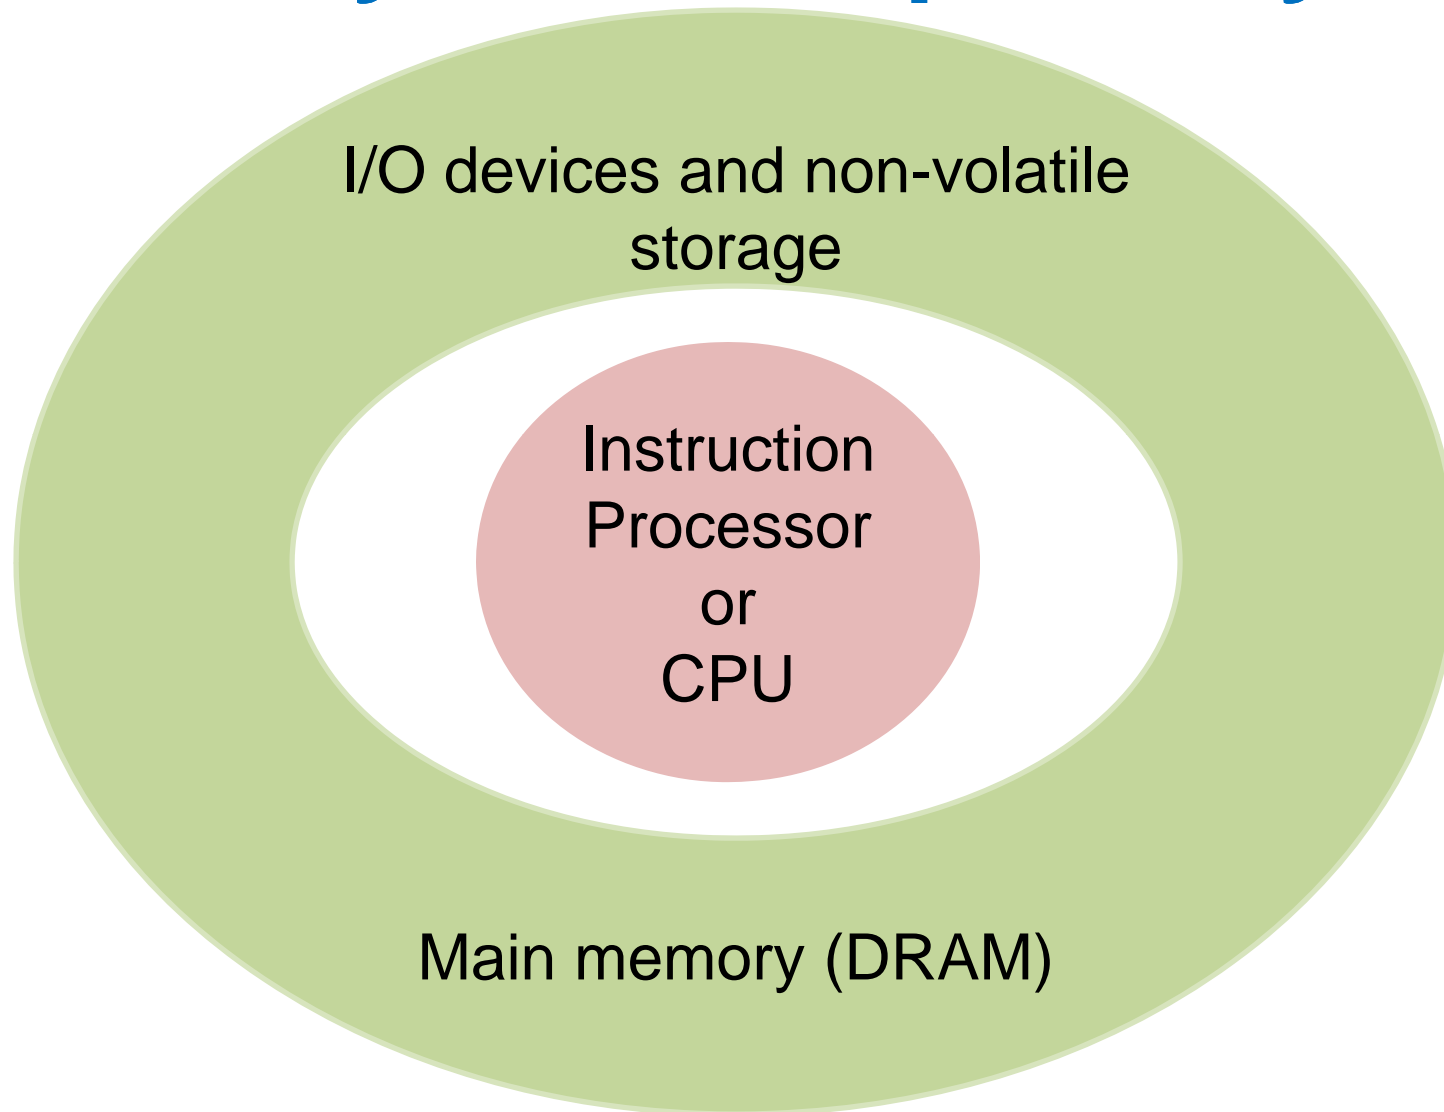 I/O devices and non-volatile
storage
Instruction
Processor
or
CPU
Main memory (DRAM)